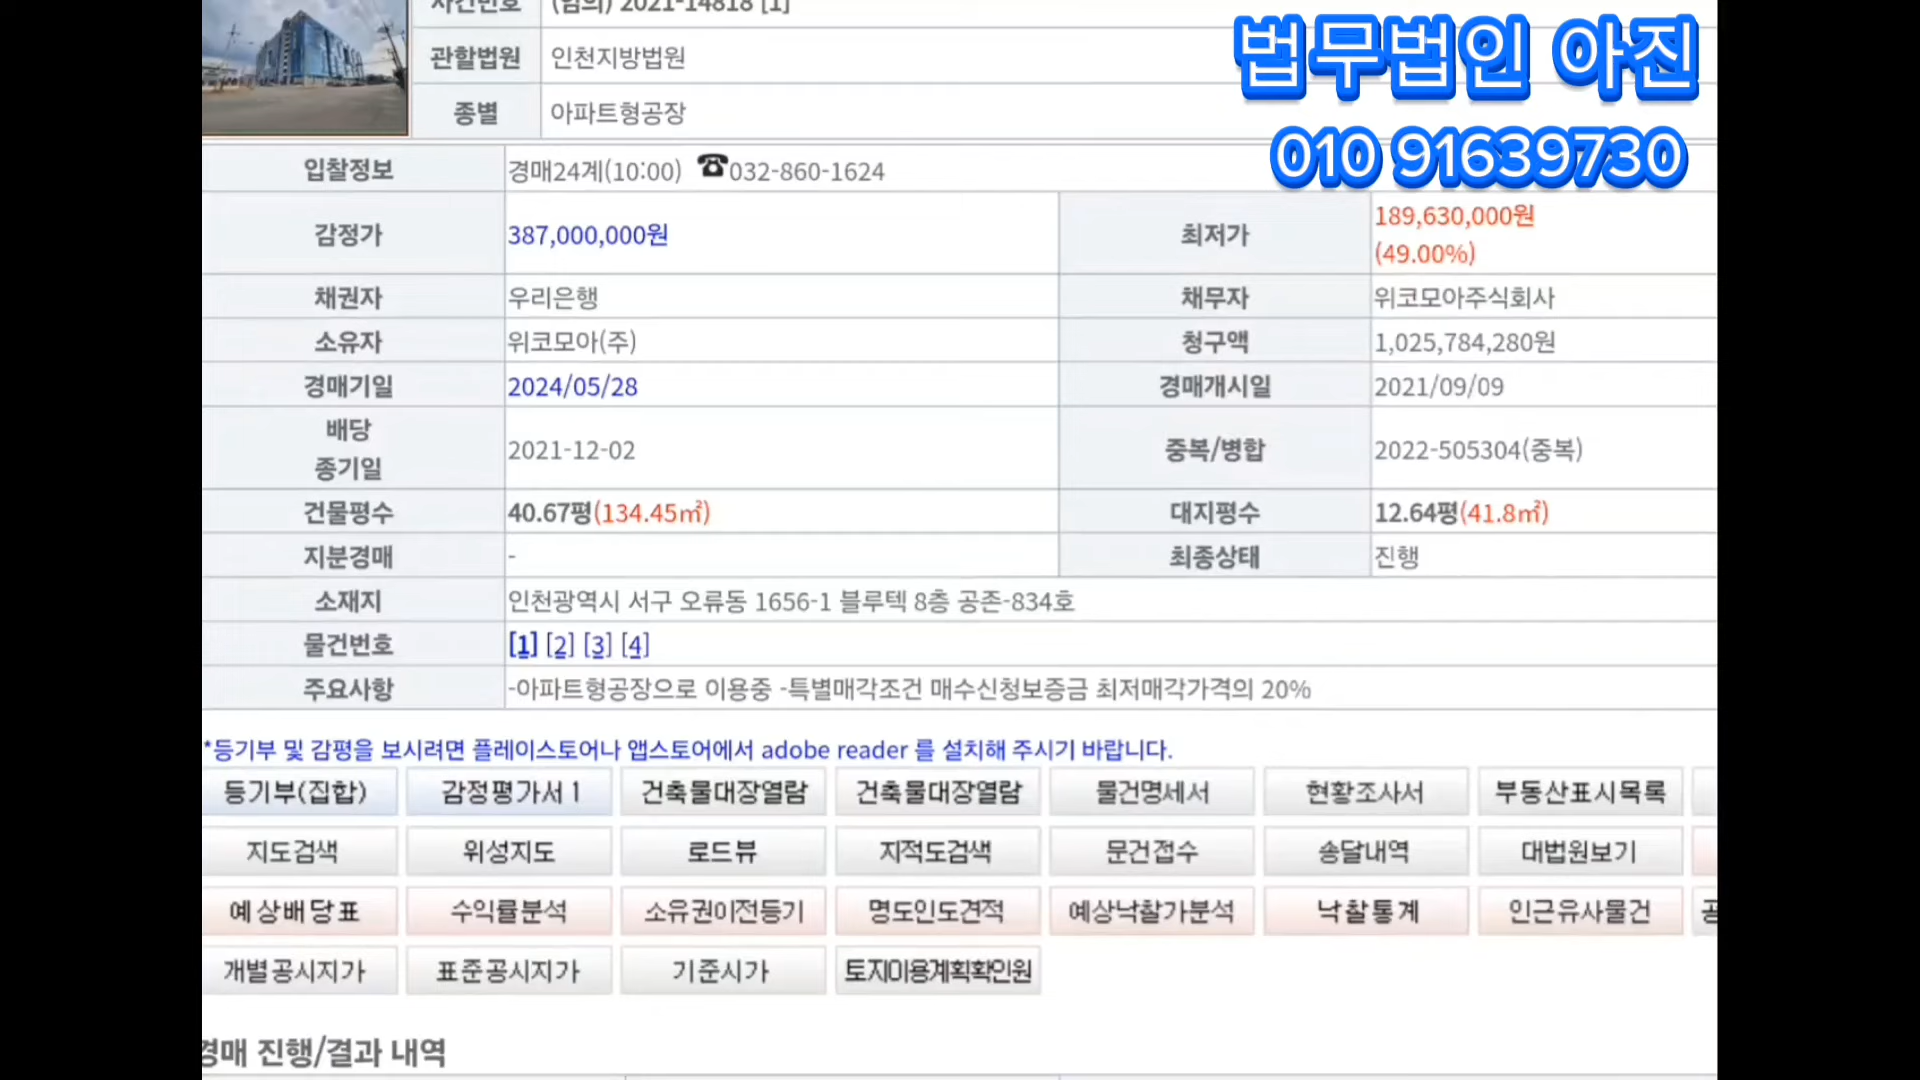 사건번호 (임의) 2021-14818 [1]
법무법인 아진
관할법원 인천지방법원
종별 아파트형공장
010 91639730
입찰정보 경매24계(10:00) ☎032-860-1624
감정가 387,000,000원 최저가 189,630,000원
(49.00%)
채권자 우리은행 채무자 위코모아주식회사
소유자 위코모아(주) 청구액 1,025,784,280원
경매기일 2024/05/28 경매개시일 2021/09/09
배당
종기일 2021-12-02 중복/병합 2022-505304(중복)
건물평수 40.67평(134.45㎡) 대지평수 12.64평(41.8㎡)
지분경매 - 최종상태 진행
소재지 인천광역시 서구 오류동 1656-1 블루텍 8층 공존-834호
물건번호 [1] [2] [3] [4]
주요사항 -아파트형공장으로 이용중 -특별매각조건 매수신청보증금 최저매각가격의 20%
*등기부 및 감평을 보시려면 플레이스토어나 앱스토어에서 adobe reader 를 설치해 주시기 바랍니다.
등기부(집합) 감정평가서 1 건축물대장열람 건축물대장열람 물건명세서 현황조사서 부동산표시목록
지도검색 위성지도 로드뷰 지적도검색 문건접수 송달내역 대법원보기
예상배당표 수익률분석 소유권이전등기 명도인도견적 예상낙찰가분석 낙찰통계 인근유사물건
개별공시지가 표준공시지가 기준시가 토지이용계획확인원
경매 진행/결과 내역